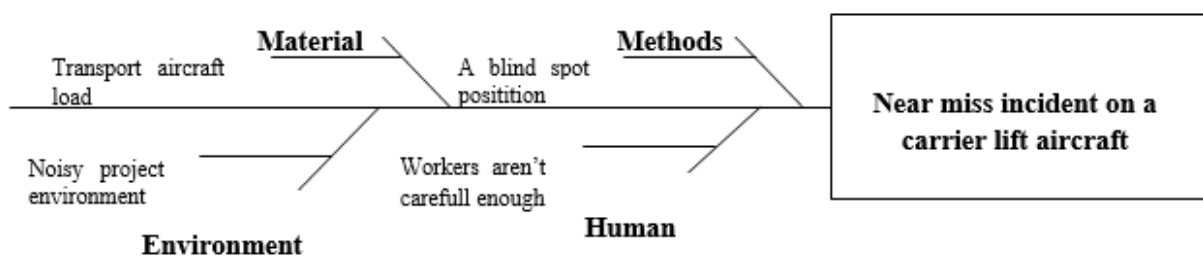 Material
Methods
Transport aircraft
load
A blind spot
positition
Near miss incident on a
carrier lift aircraft
Noisy project
environment
Workers aren't
carefull enough
Environment
Human